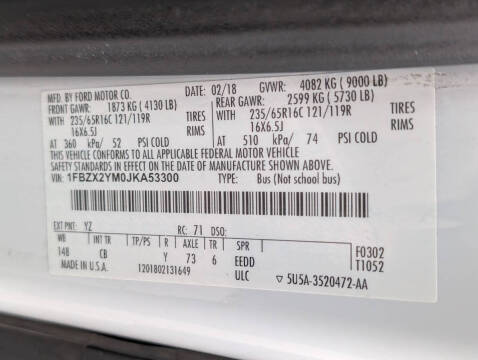 MFD. BY FORD MOTOR CO. DATE: 02/18 GVWR: 4082 KG ( 9000 LB)
FRONT GAWR: 1873 KG ( 4130 LB) REAR GAWR: 2599 KG ( 5730 LB)
WITH 235/65R16C 121/119R TIRES WITH 235/65R16C 121/119R TIRES
16X6.5J RIMS 16X6.5J RIMS
AT 360 kPa/ 52 PSI COLD AT 510 kPa/ 74 PSI COLD
THIS VEHICLE CONFORMS TO ALL APPLICABLE FEDERAL MOTOR VEHICLE
SAFETY STANDARDS IN EFFECT ON THE DATE OF MANUFACTURE SHOWN ABOVE.
VIN: 1FBZX2YM0JKA53300 TYPE: Bus (Not school bus)
EXT PNT: YZ RC: 71 DSO:
WB INT TR TP/PS R AXLE TR SPR F0302
148 CB Y 73 6 EEDD T1052
MADE IN U.S.A. 1201802131649 ULC ▽ 5U5A-3520472-AA